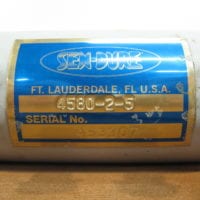 SEN-DURE
FT. LAUDERDALE, FL U.S.A.
4580-2-5
SERIAL No.